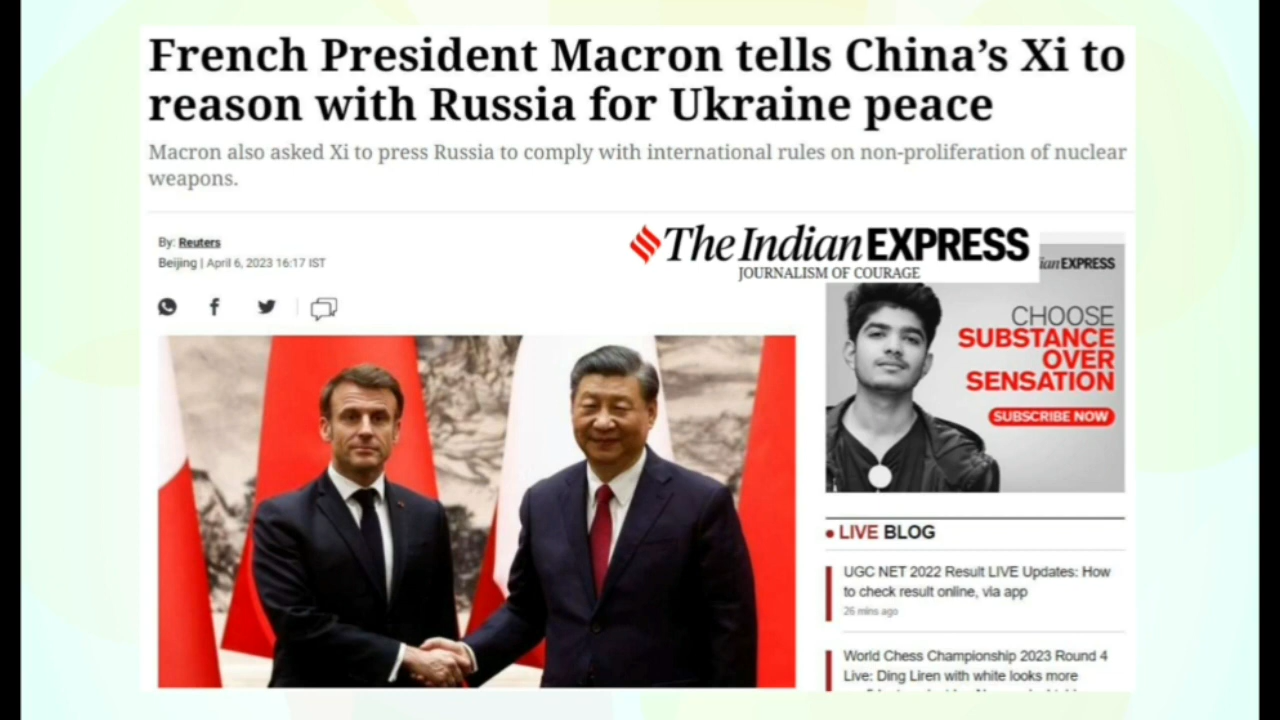 French President Macron tells China’s Xi to
reason with Russia for Ukraine peace
Macron also asked Xi to press Russia to comply with international rules on non-proliferation of nuclear
weapons.
By: Reuters
Beijing | April 6, 2023 16:17 IST
The Indian EXPRESS
JOURNALISM OF COURAGE
ian EXPRESS
CHOOSE
SUBSTANCE
OVER
SENSATION
SUBSCRIBE NOW
LIVE BLOG
UGC NET 2022 Result LIVE Updates: How
to check result online, via app
26 mins ago
World Chess Championship 2023 Round 4
Live: Ding Liren with white looks more